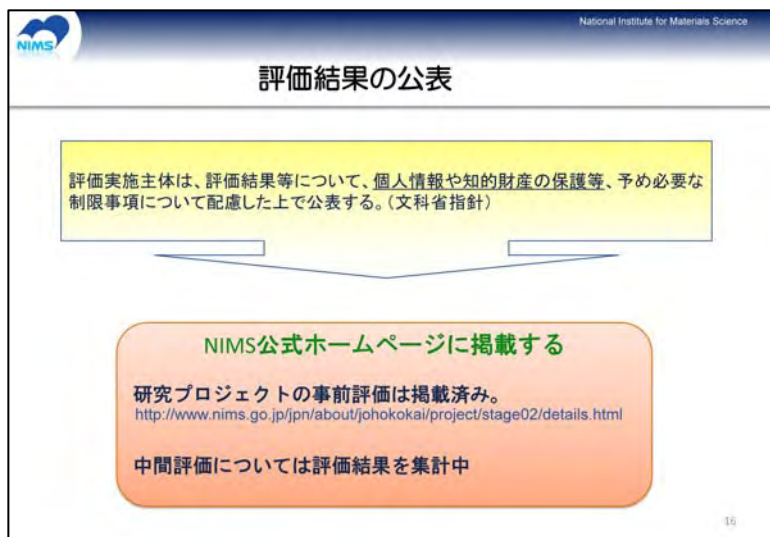 National Institute for Materials Science
NIMS
評価結果の公表
評価実施主体は、評価結果等について、個人情報や知的財産の保護等、予め必要な
制限事項について配慮した上で公表する。(文科省指針)
NIMS公式ホームページに掲載する
研究プロジェクトの事前評価は掲載済み。
http://www.nims.go.jp/jpn/about/johokokai/project/stage02/details.html
中間評価については評価結果を集計中
16